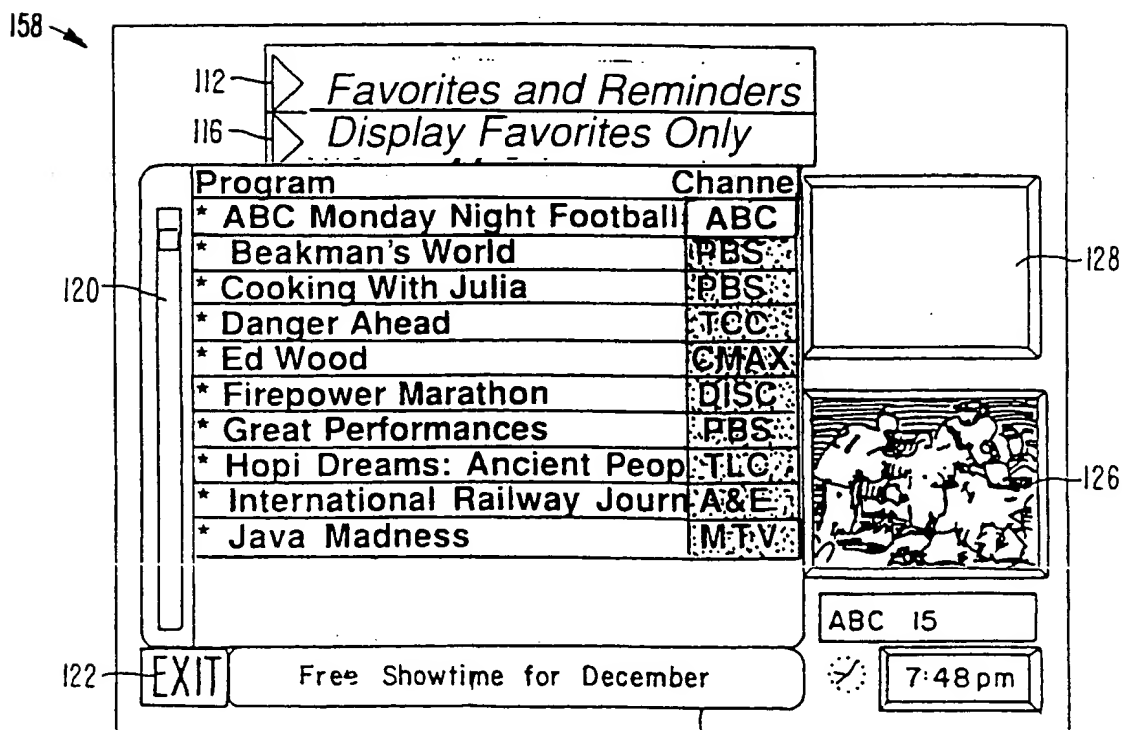 158
112
Favorites and Reminders
116
Display Favorites Only
Program Channe
* ABC Monday Night Football ABC
* Beakman's World PBS
* Cooking With Julia PBS
* Danger Ahead TCC
* Ed Wood CMAX
* Firepower Marathon DISC
* Great Performances PBS
* Hopi Dreams: Ancient Peop TLC
* International Railway Journ A&E
* Java Madness MTV
120
128
126
ABC 15
122
EXIT
Free Showtime for December
7:48pm